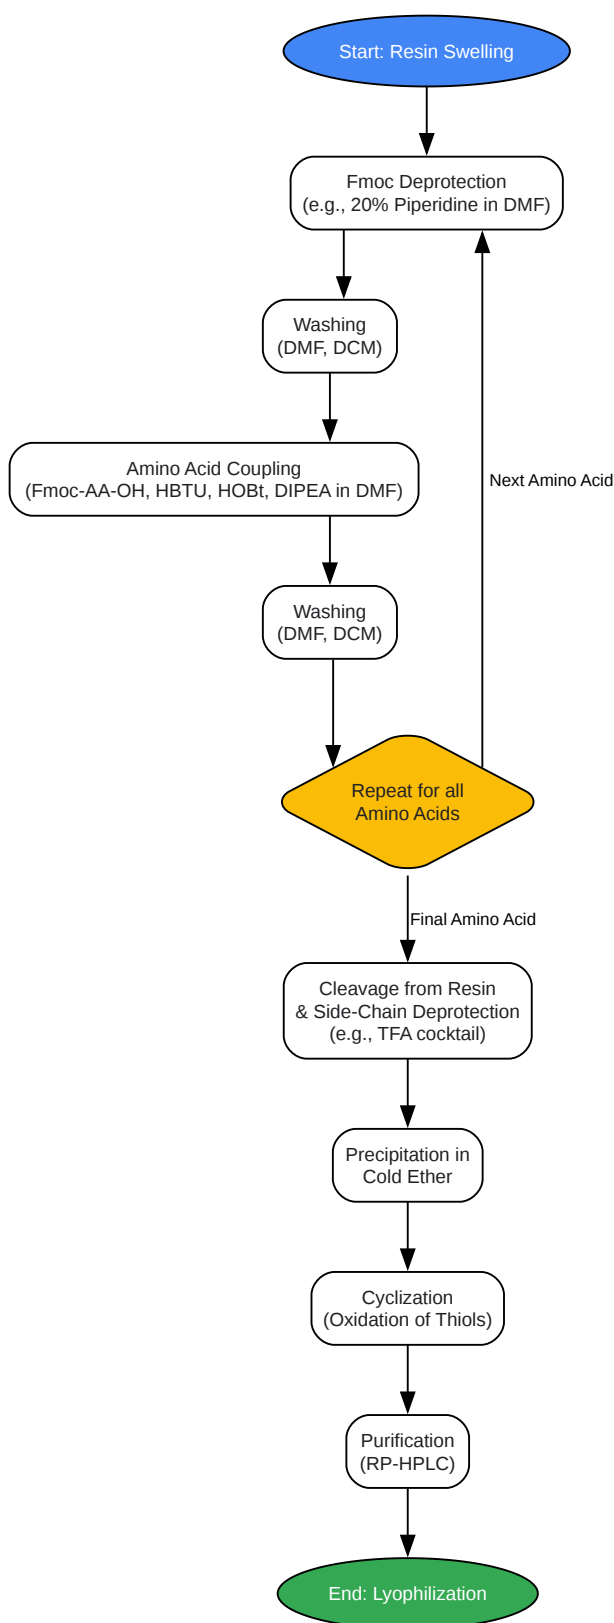 Start: Resin Swelling
Fmoc Deprotection
(e.g., 20% Piperidine in DMF)
Washing
(DMF, DCM)
Amino Acid Coupling
(Fmoc-AA-OH, HBTU, HOBt, DIPEA in DMF)
Next Amino Acid
Washing
(DMF, DCM)
Repeat for all
Amino Acids
Final Amino Acid
Cleavage from Resin
& Side-Chain Deprotection
(e.g., TFA cocktail)
Precipitation in
Cold Ether
Cyclization
(Oxidation of Thiols)
Purification
(RP-HPLC)
End: Lyophilization